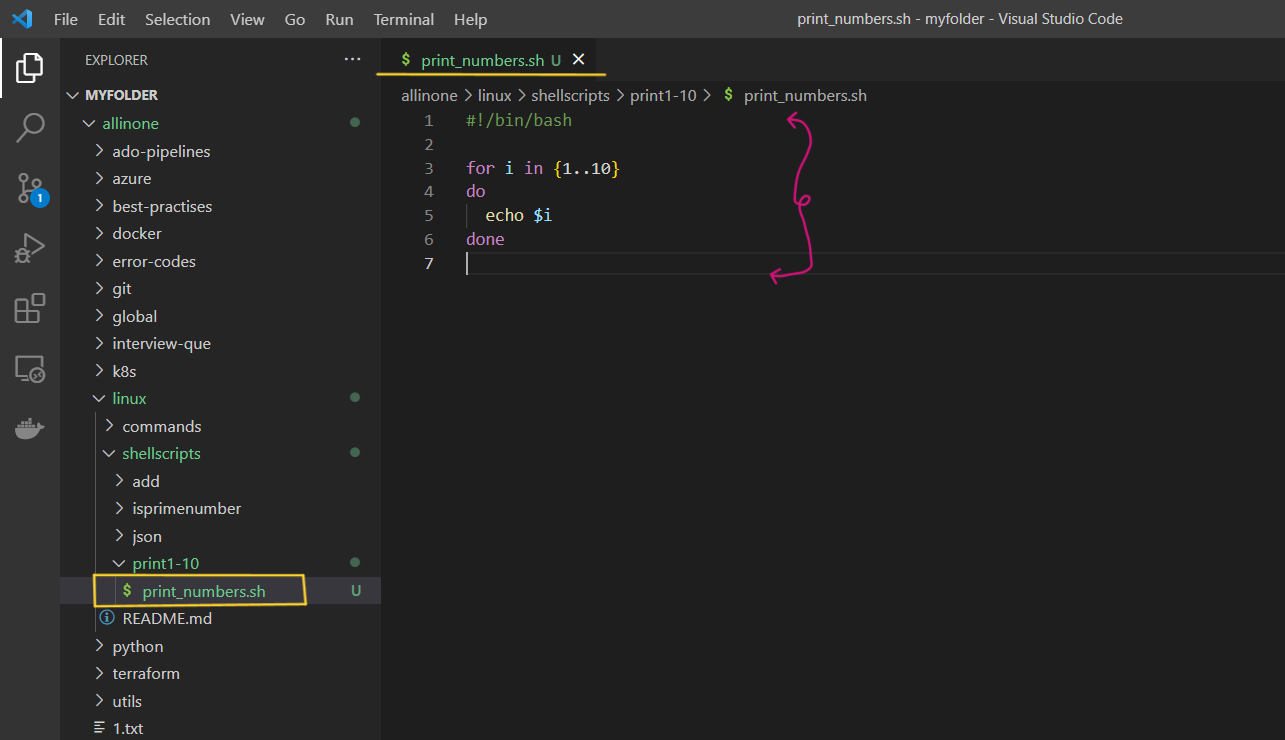 File Edit Selection View Go Run Terminal Help print_numbers.sh - myfolder - Visual Studio Code
EXPLORER ···
MYFOLDER
allinone
ado-pipelines
azure
1
best-practises
docker
error-codes
git
global
interview-que
k8s
linux
commands
shellscripts
add
isprimenumber
json
print1-10
$ print_numbers.sh U
README.md
python
terraform
utils
1.txt
$ print_numbers.sh U ×
allinone > linux > shellscripts > print1-10 > $ print_numbers.sh
1 #!/bin/bash
2
3 for i in {1..10}
4 do
5   echo $i
6 done
7